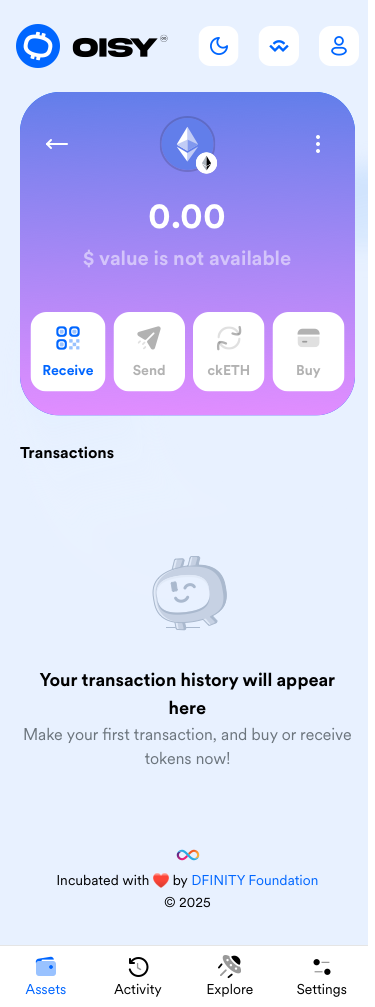 OISY
0.00
$ value is not available
Receive
Send
ckETH
Buy
Transactions
Your transaction history will appear
here
Make your first transaction, and buy or receive
tokens now!
Incubated with ❤️ by DFINITY Foundation
© 2025
Assets
Activity
Explore
Settings